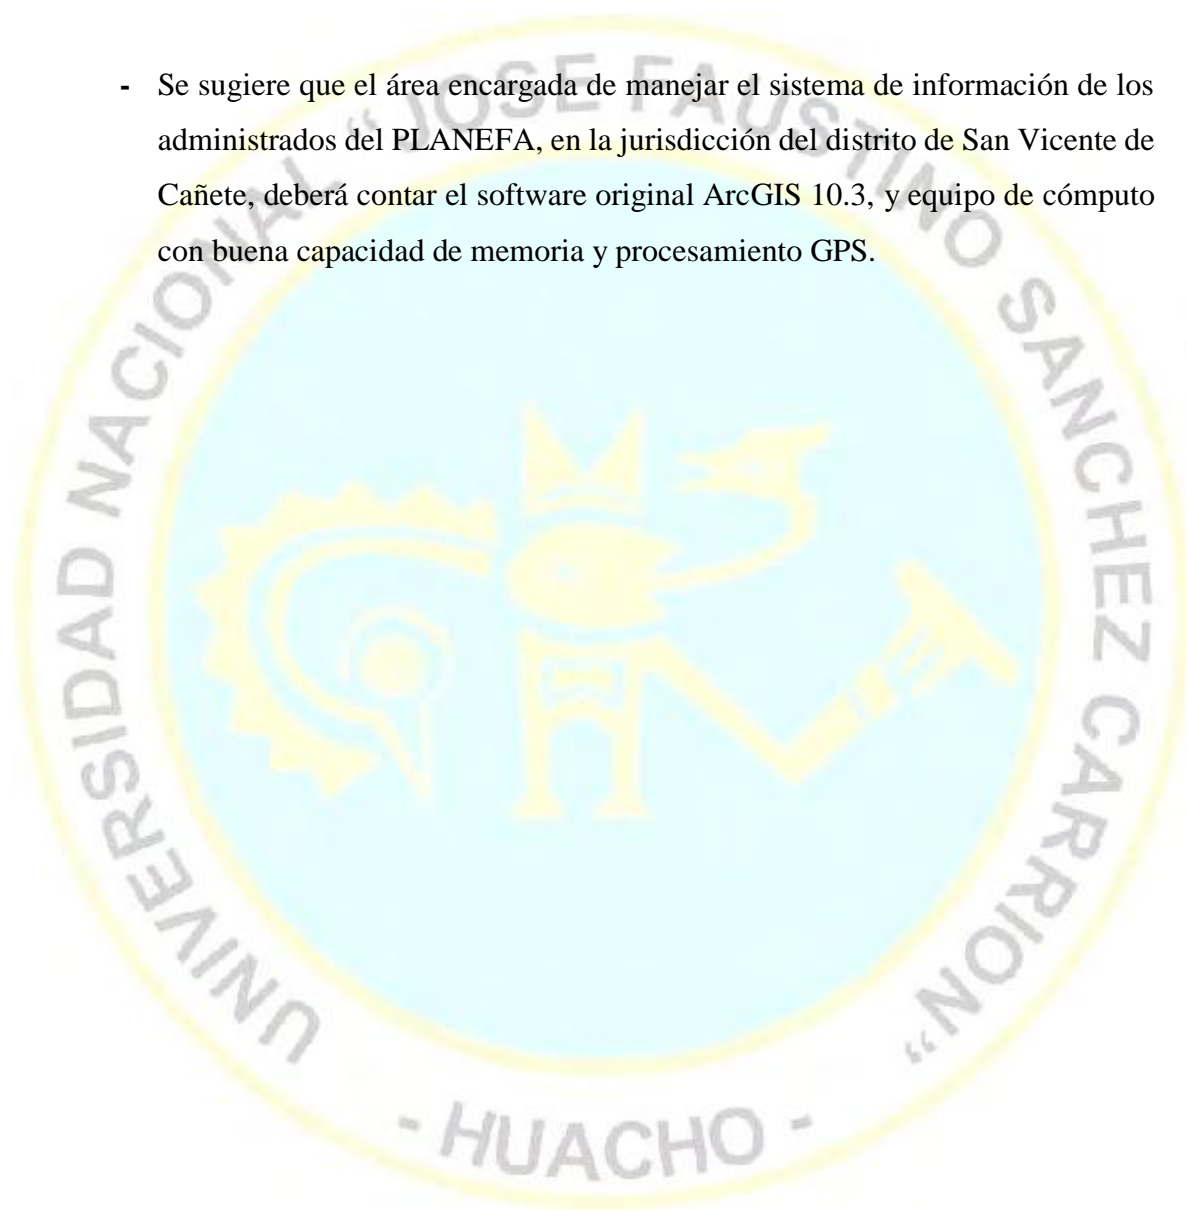 - Se sugiere que el área encargada de manejar el sistema de información de los
administrados del PLANEFA, en la jurisdicción del distrito de San Vicente de
Cañete, deberá contar el software original ArcGIS 10.3, y equipo de cómputo
con buena capacidad de memoria y procesamiento GPS.
UNIVERSIDAD NACIONAL “JOSE FAUSTINO SANCHEZ CARRION”
- HUACHO -